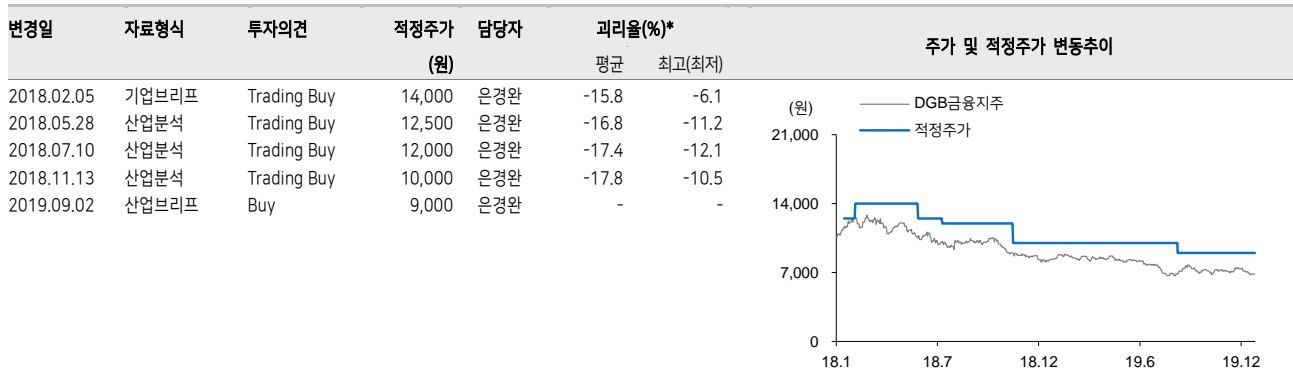 변경일 자료형식 투자의견 적정주가 담당자 괴리율(%)* 주가 및 적정주가 변동추이
(원) 평균 최고(최저)
2018.02.05 기업브리프 Trading Buy 14,000 은경완 -15.8 -6.1
2018.05.28 산업분석 Trading Buy 12,500 은경완 -16.8 -11.2
2018.07.10 산업분석 Trading Buy 12,000 은경완 -17.4 -12.1
2018.11.13 산업분석 Trading Buy 10,000 은경완 -17.8 -10.5
2019.09.02 산업브리프 Buy 9,000 은경완 - -
(원)
DGB금융지주
적정주가
21,000
14,000
7,000
0
18.1 18.7 18.12 19.6 19.12